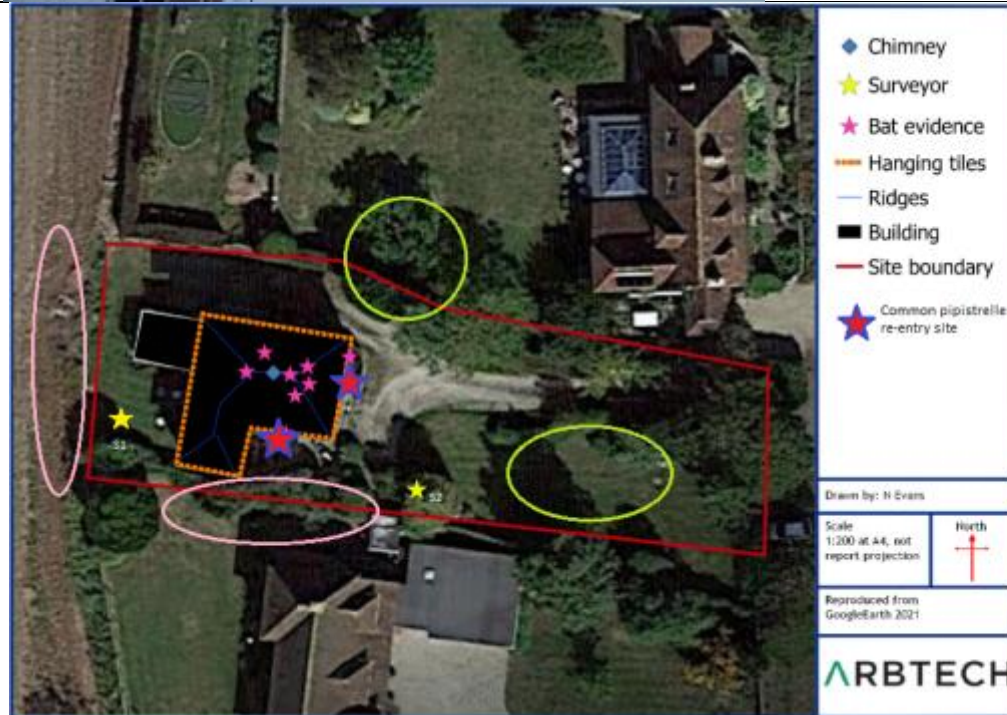 Chimney
Surveyor
Bat evidence
Hanging tiles
Ridges
Building
Site boundary
Common pipistrelle
re-entry site
S1
S2
Drawn by: N Evans
Scale
1:200 at A4, not
report projection
North
Reproduced from
GoogleEarth 2021
ARBTECH